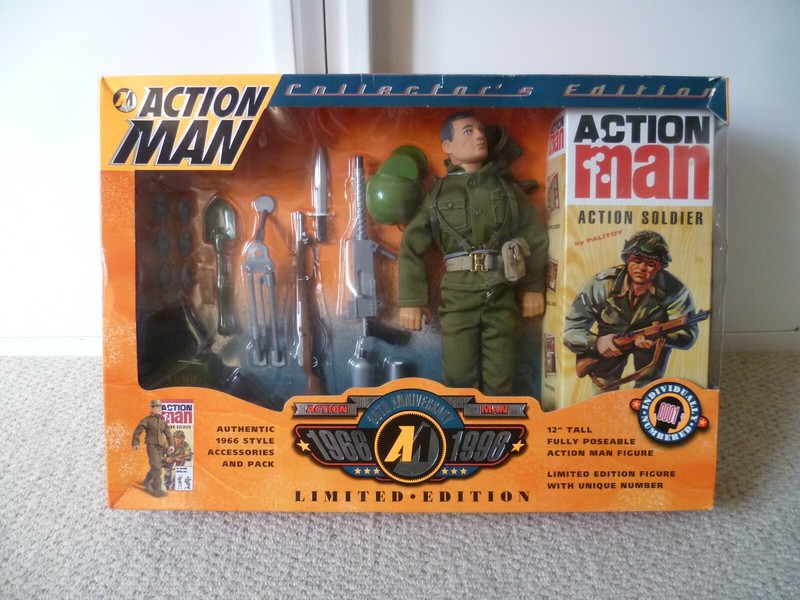 ACTION
MAN
Collector's Edition
ACTION
man
ACTION SOLDIER
by PALITOY
ACTION MAN
30TH ANNIVERSARY
1966 1996
LIMITED • EDITION
ACTION
man
AUTHENTIC
1966 STYLE
ACCESSORIES
AND PACK
12" TALL
FULLY POSEABLE
ACTION MAN FIGURE
LIMITED EDITION FIGURE
WITH UNIQUE NUMBER
INDIVIDUALLY
NUMBERED